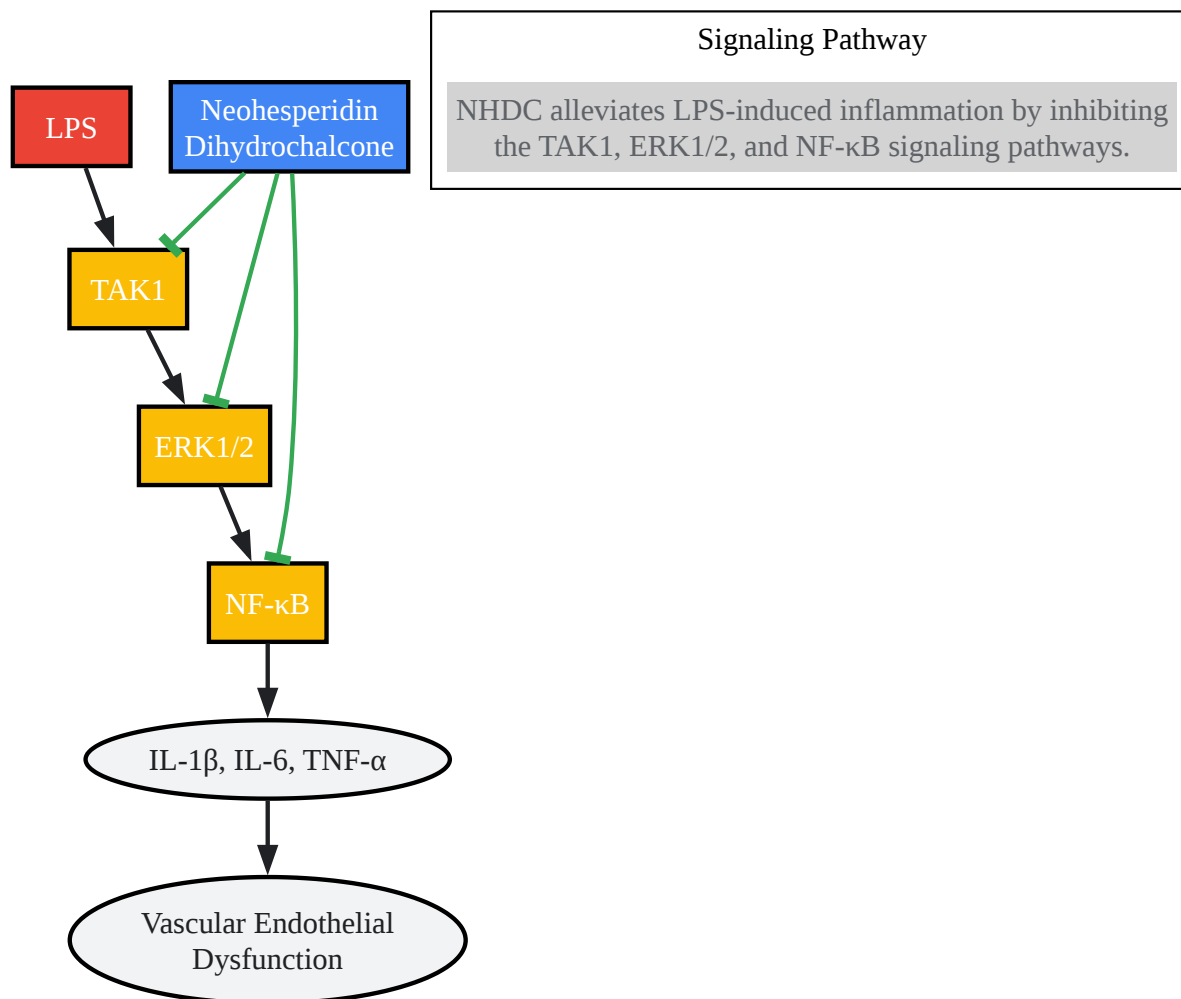 Signaling Pathway
NHDC alleviates LPS-induced inflammation by inhibiting
the TAK1, ERK1/2, and NF-κB signaling pathways.
LPS
Neohesperidin
Dihydrochalcone
TAK1
ERK1/2
NF-κB
IL-1β, IL-6, TNF-α
Vascular Endothelial
Dysfunction